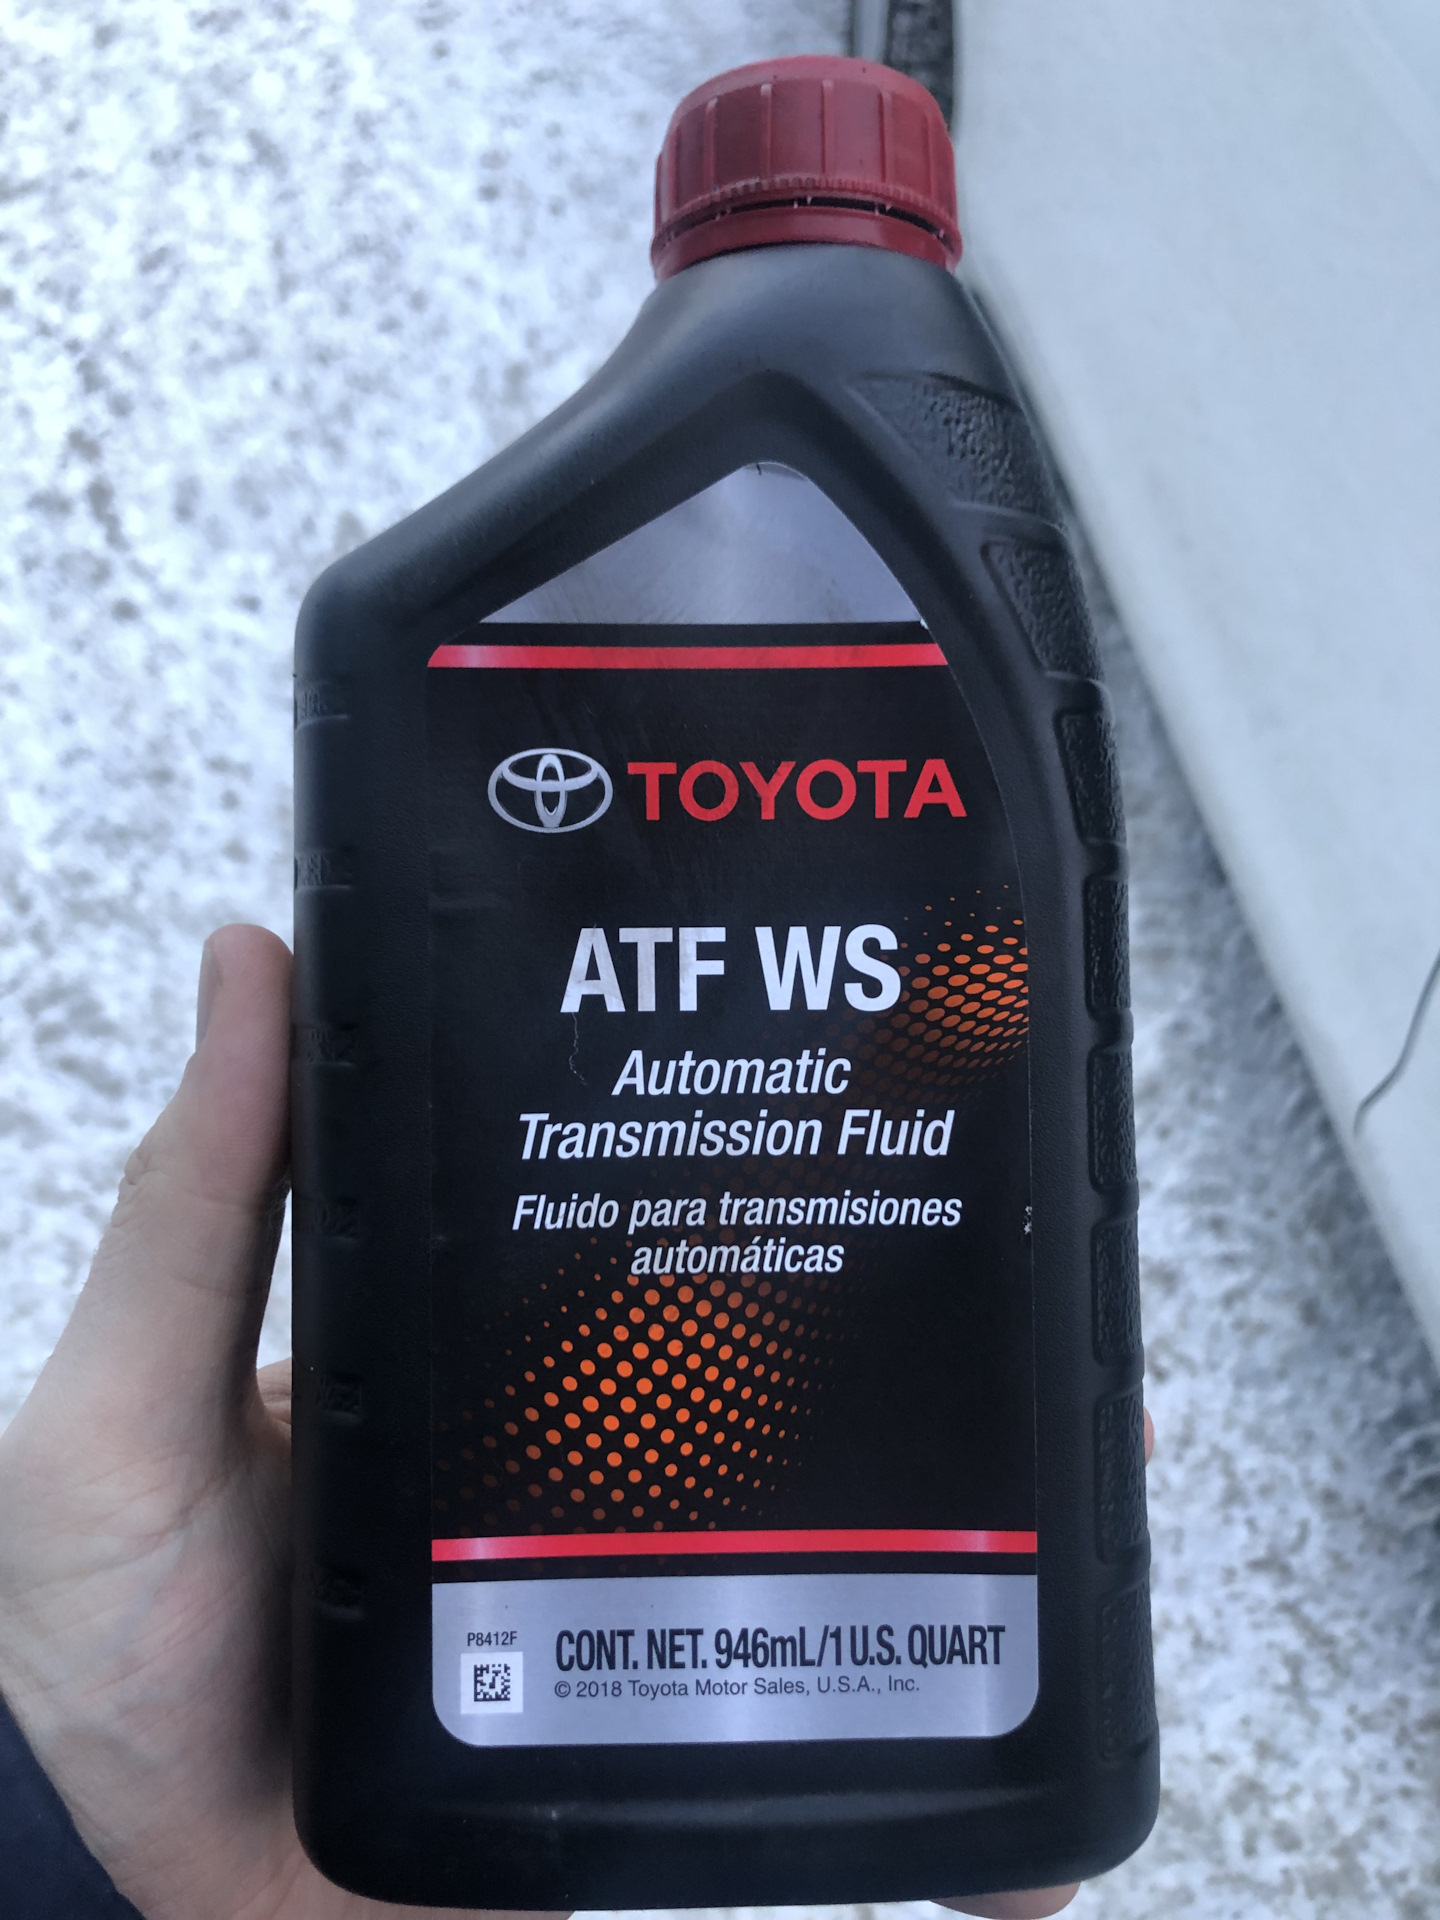 TOYOTA
ATF WS
Automatic
Transmission Fluid
Fluido para transmisiones
automáticas
P8412F
CONT. NET. 946mL/1 U.S. QUART
© 2018 Toyota Motor Sales, U.S.A., Inc.